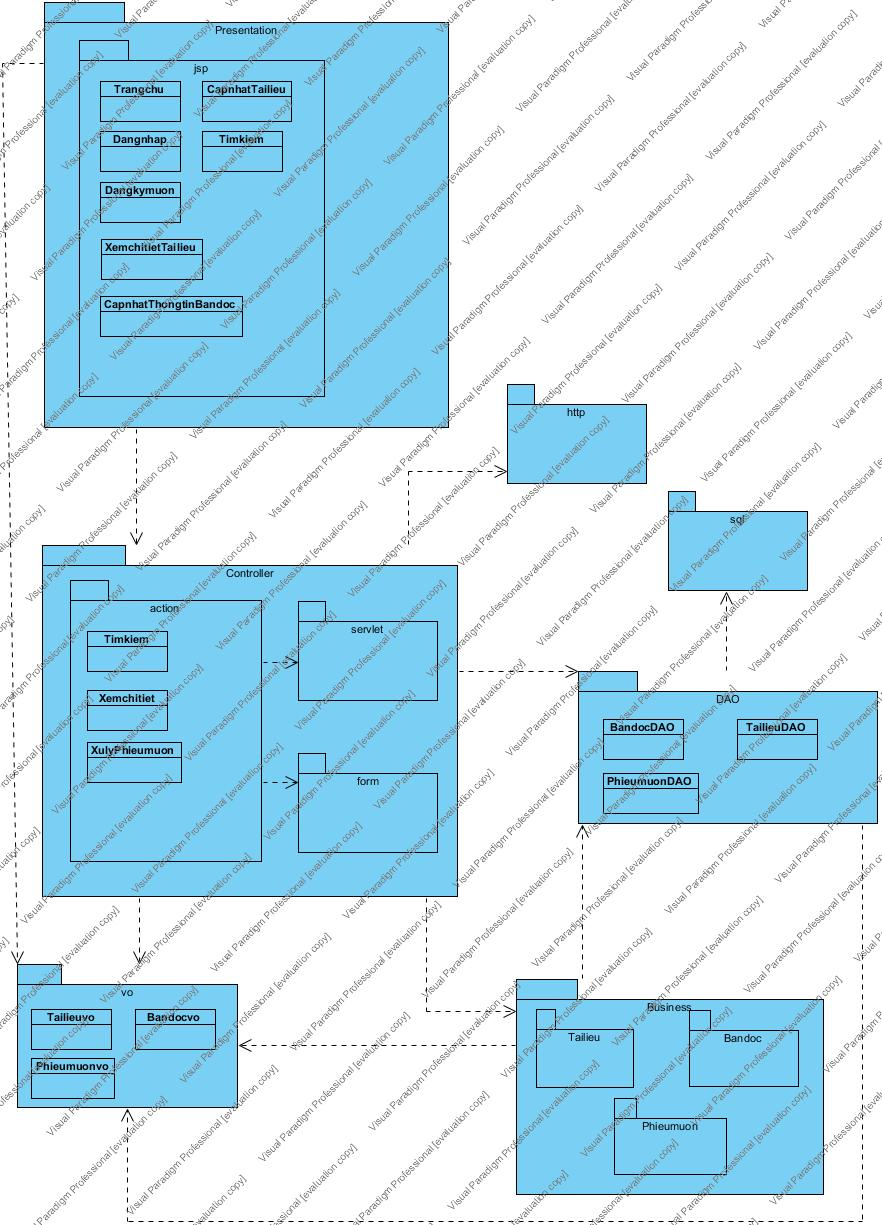 Presentation
jsp
Trangchu
CapnhatTailieu
Dangnhap
Timkiem
Dangkymuon
XemchitietTailieu
CapnhatThongtinBandoc
http
sql
Controller
action
servlet
Timkiem
Xemchitiet
XulyPhieumuon
form
DAO
BandocDAO
TailieuDAO
PhieumuonDAO
vo
Tailieuvo
Bandocvo
Phieumuonvo
Business
Tailieu
Bandoc
Phieumuon
Visual Paradigm Professional [evaluation copy]